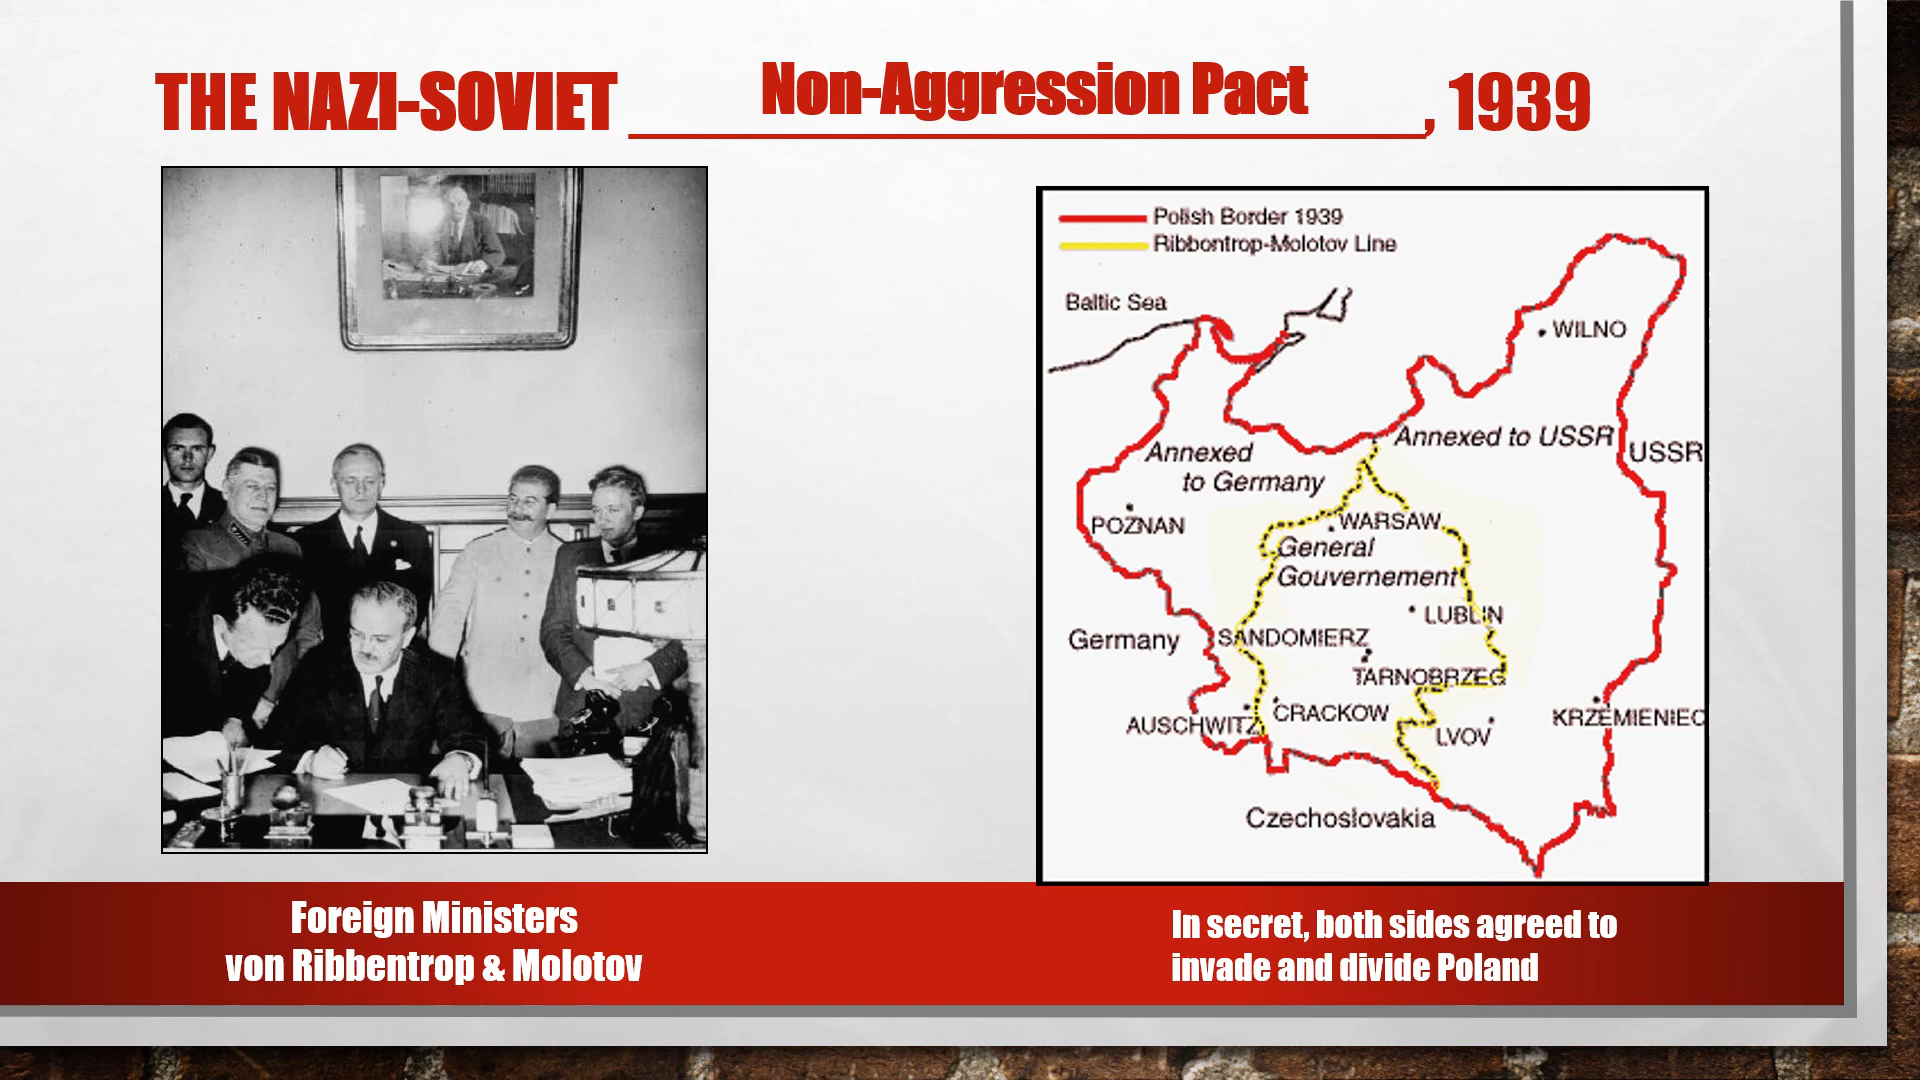 THE NAZI-SOVIET Non-Aggression Pact, 1939
Polish Border 1939
Ribbontrop-Molotov Line
Baltic Sea
WILNO
Annexed to USSR
USSR
Annexed
to Germany
POZNAN
WARSAW
General
Gouvernement
LUBLIN
Germany
SANDOMIERZ
TARNOBRZEG
AUSCHWITZ
CRACKOW
LVOV
KRZEMIENIEC
Czechoslovakia
Foreign Ministers
von Ribbentrop & Molotov
In secret, both sides agreed to
invade and divide Poland